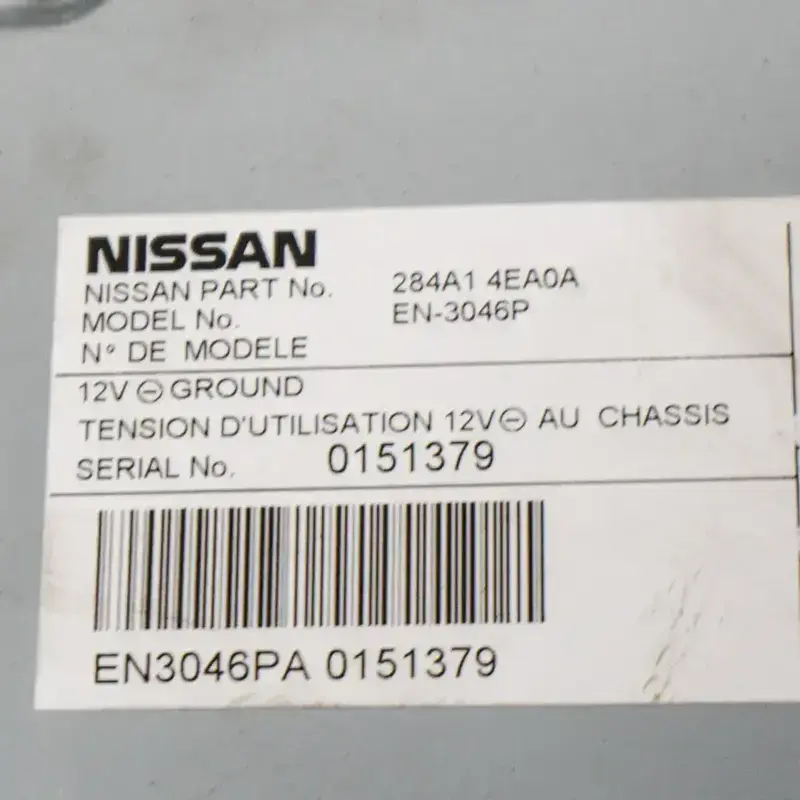 NISSAN
NISSAN PART No. 284A1 4EA0A
MODEL No. EN-3046P
N° DE MODELE
12V ⊖ GROUND
TENSION D'UTILISATION 12V ⊖ AU CHASSIS
SERIAL No. 0151379
EN3046PA 0151379